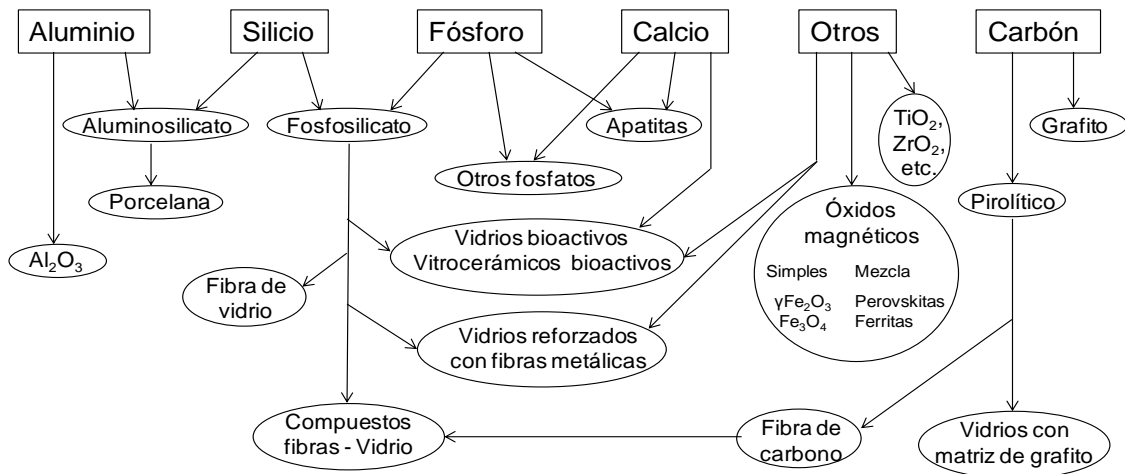 Aluminio
Silicio
Fósforo
Calcio
Otros
Carbón
Aluminosilicato
Fosfosilicato
Apatitas
TiO₂,
ZrO₂,
etc.
Grafito
Otros fosfatos
Porcelana
Pirolítico
Óxidos
magnéticos
Simples Mezcla
γFe₂O₃ Perovskitas
Fe₃O₄ Ferritas
Vidrios bioactivos
Vitrocerámicos bioactivos
Al₂O₃
Fibra de
vidrio
Vidrios reforzados
con fibras metálicas
Compuestos
fibras - Vidrio
Fibra de
carbono
Vidrios con
matriz de grafito